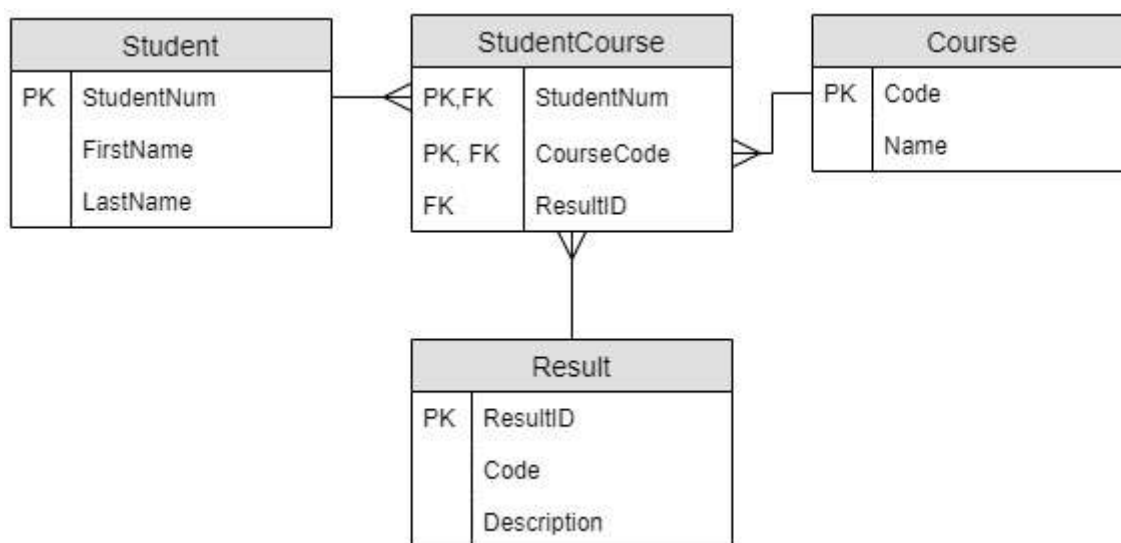 Student
PK StudentNum
FirstName
LastName
StudentCourse
PK,FK StudentNum
PK, FK CourseCode
FK ResultID
Course
PK Code
Name
Result
PK ResultID
Code
Description